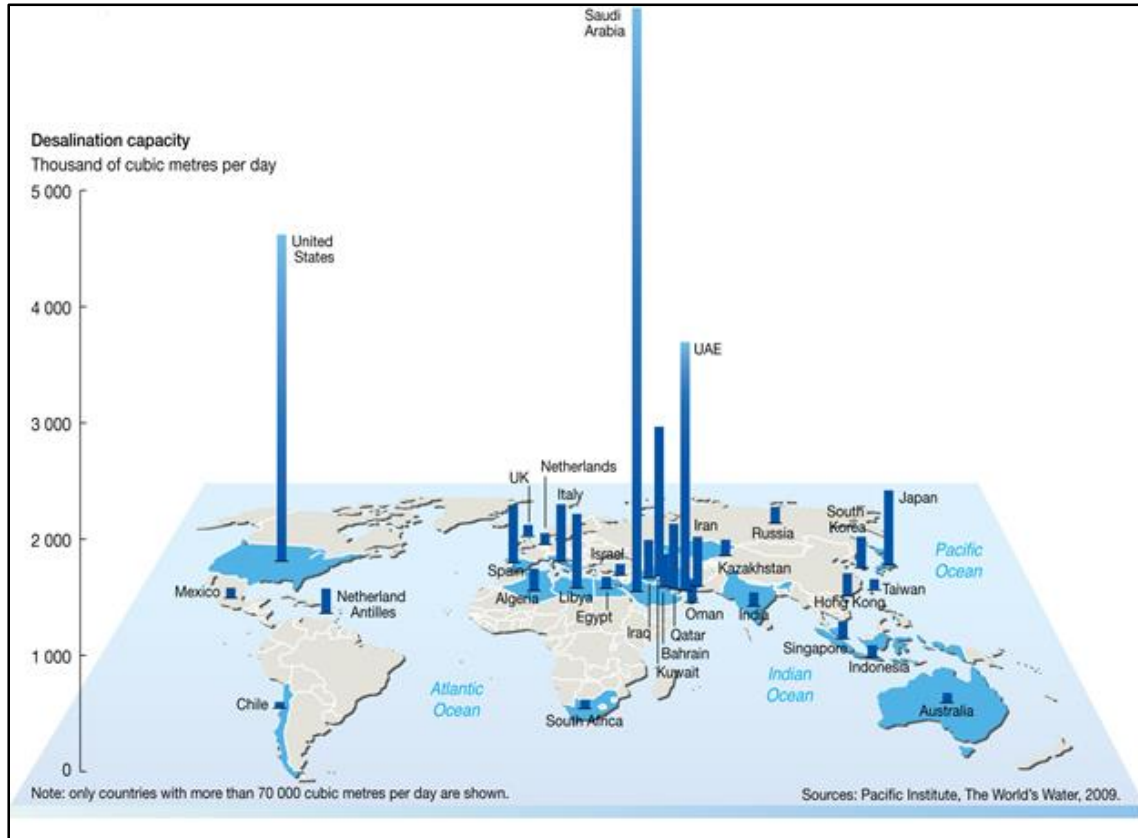 Saudi
Arabia
Desalination capacity
Thousand of cubic metres per day
5 000
United
States
4 000
UAE
3 000
Netherlands
UK
Italy
Iran
South
Korea
Japan
2 000
Russia
Pacific
Ocean
Israel
Spain
Kazakhstan
Mexico
Netherland
Antilles
Algeria
Libya
Taiwan
Hong Kong
Egypt
Oman
India
Iraq
Qatar
Singapore
Bahrain
1 000
Kuwait
Indonesia
Atlantic
Ocean
Indian
Ocean
Chile
South Africa
Australia
0
Note: only countries with more than 70 000 cubic metres per day are shown.
Sources: Pacific Institute, The World's Water, 2009.